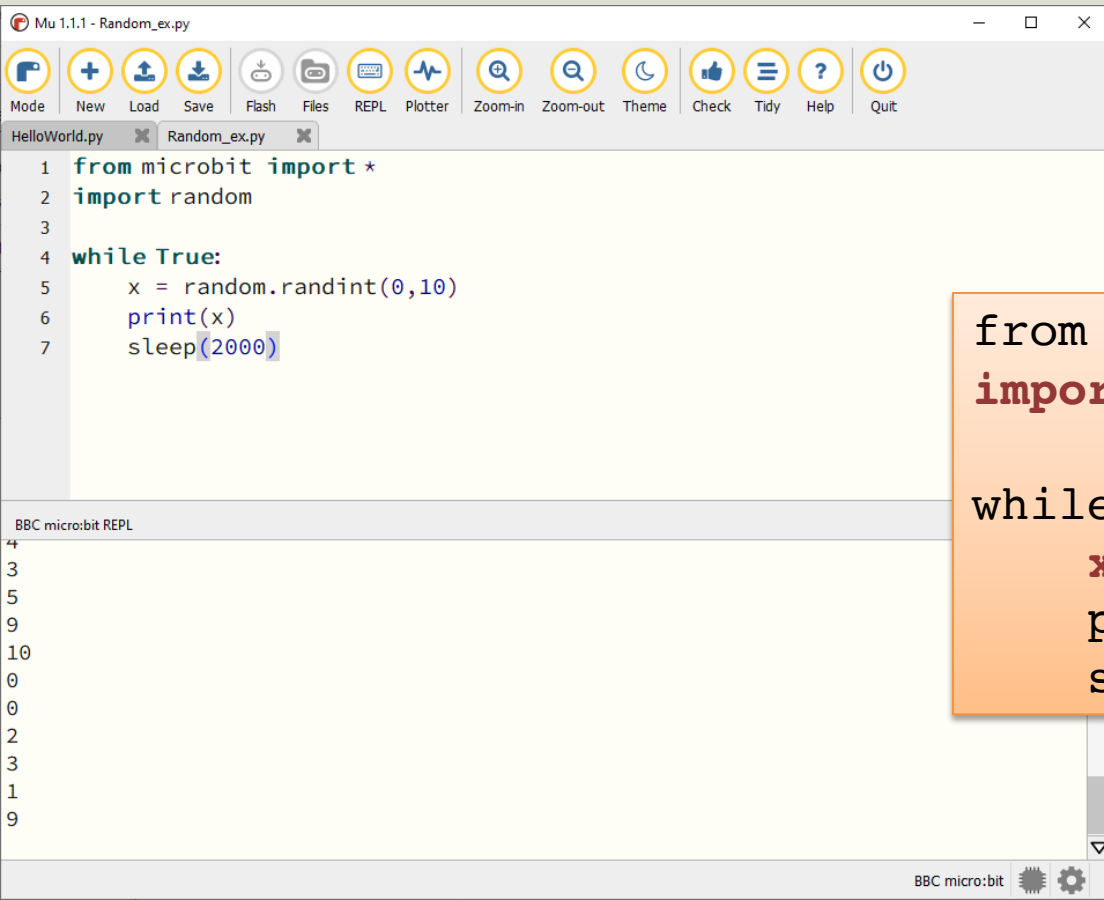 Mu 1.1.1 - Random_ex.py
Mode New Load Save Flash Files REPL Plotter Zoom-in Zoom-out Theme Check Tidy Help Quit
HelloWorld.py Random_ex.py
1 from microbit import *
2 import random
3
4 while True:
5 x = random.randint(0,10)
6 print(x)
7 sleep(2000)
BBC micro:bit REPL
4
3
5
9
10
0
0
2
3
1
9
BBC micro:bit
from
impor
while
x
p
s